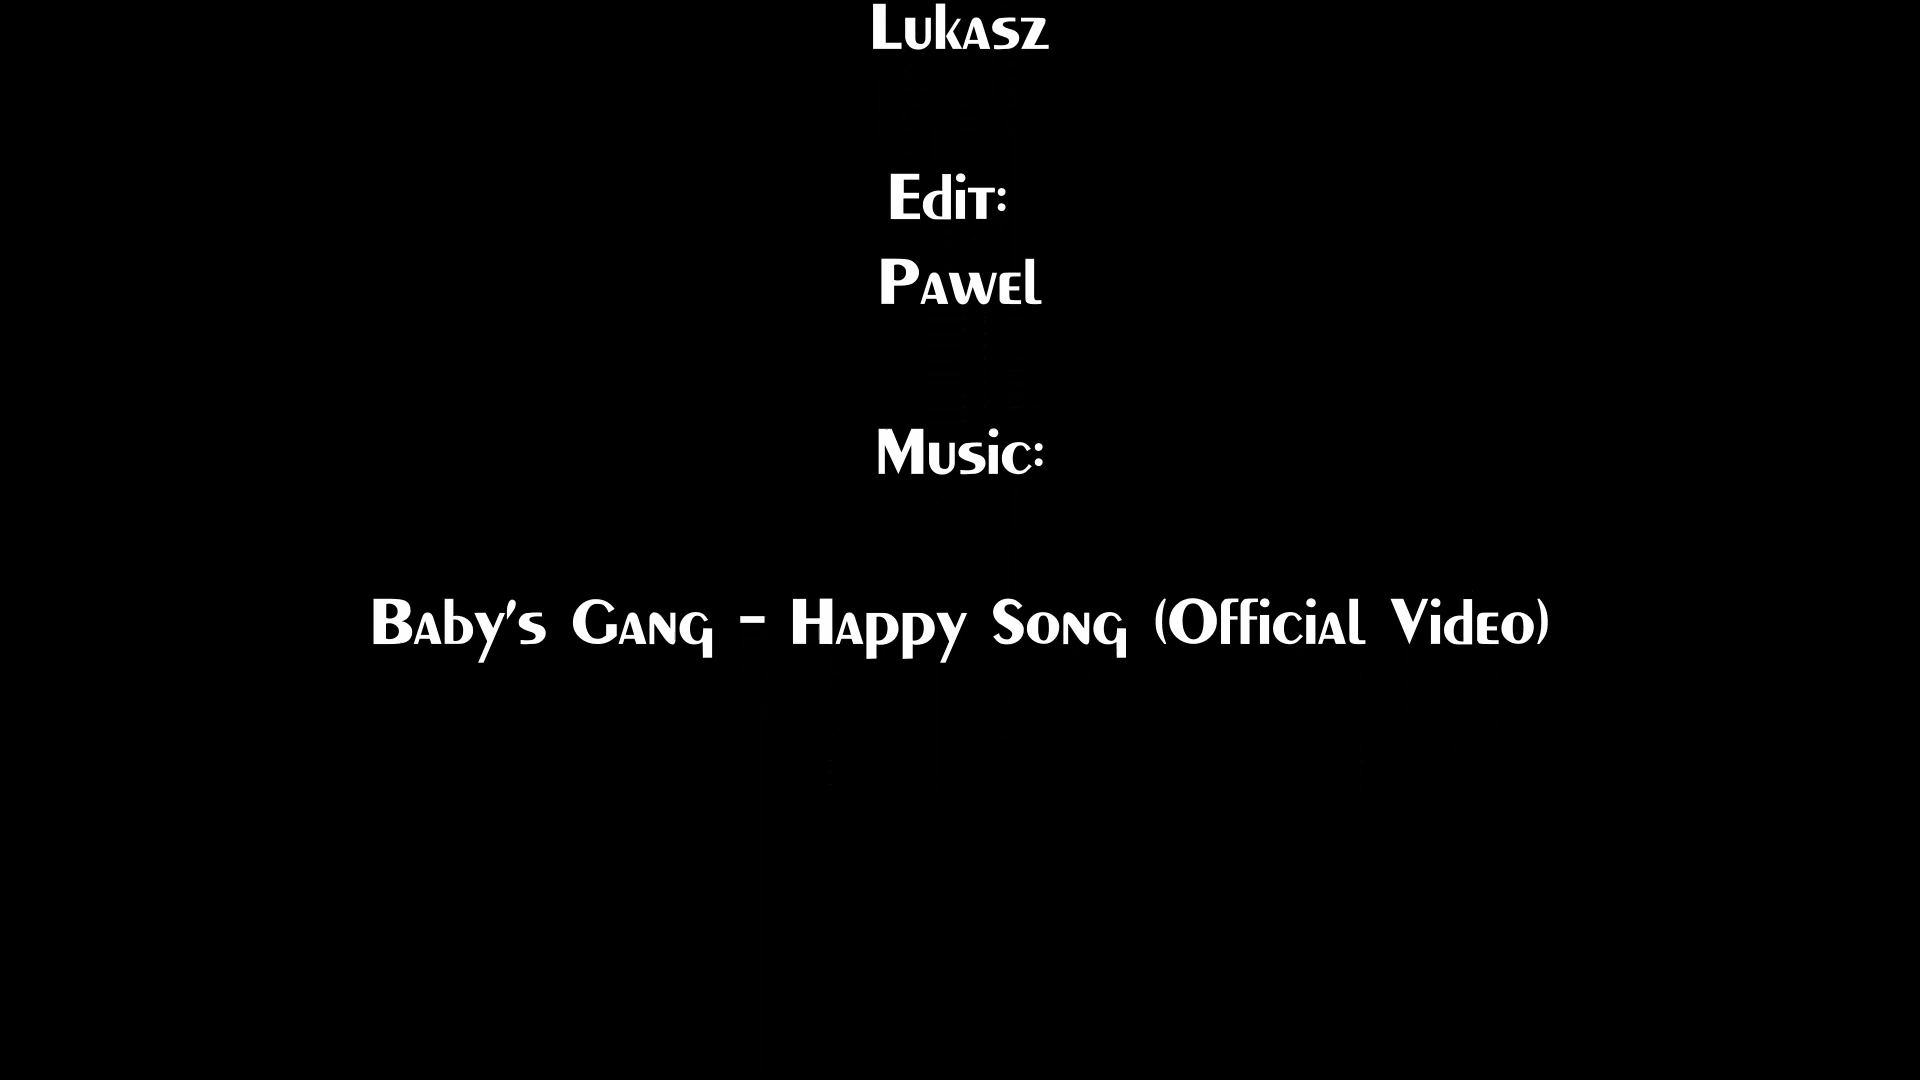 Lukasz
Edit:
Pawel
Music:
Baby's Gang - Happy Song (Official Video)